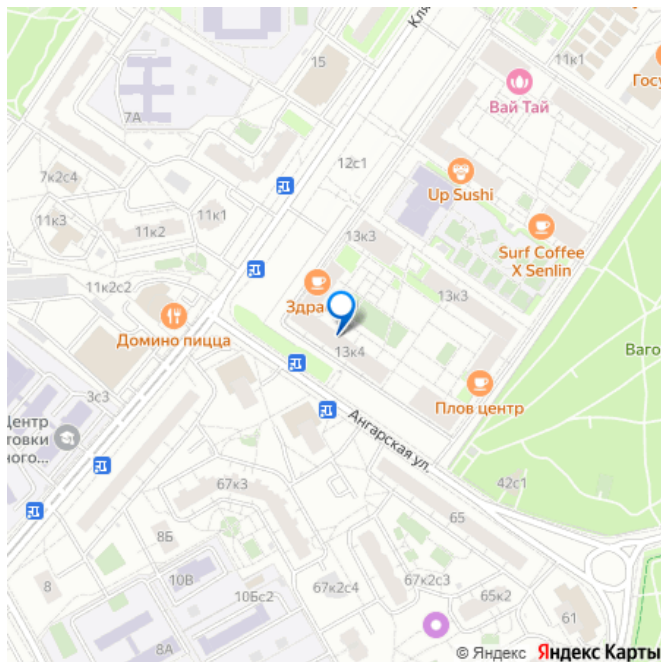 Кля
15
11к1
Госу
Вай Тай
7А
7к2с4
12с1
Up Sushi
11к3
11к1
11к2
13к3
Surf Coffee
X Senlin
11к2с2
Здра
13к3
Домино пицца
13к4
Ваго
3с3
Плов центр
Центр
товки
ного...
Ангарская ул.
67к3
42с1
65
8Б
8
10В
10Бс2
67к2с4
67к2с3
65к2
61
8А
© Яндекс Яндекс Карты